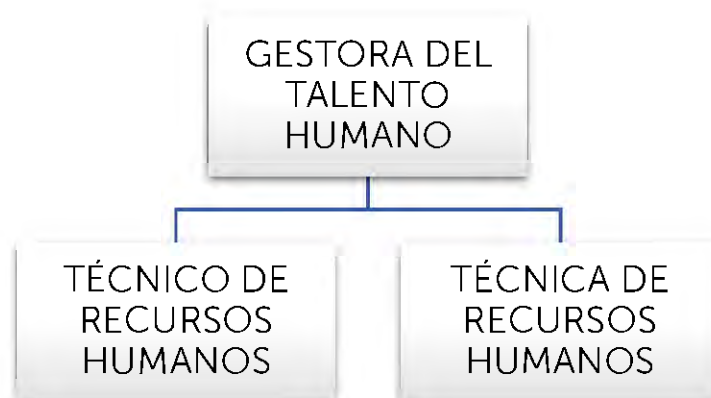 GESTORA DEL
TALENTO
HUMANO
TÉCNICO DE
RECURSOS
HUMANOS
TÉCNICA DE
RECURSOS
HUMANOS